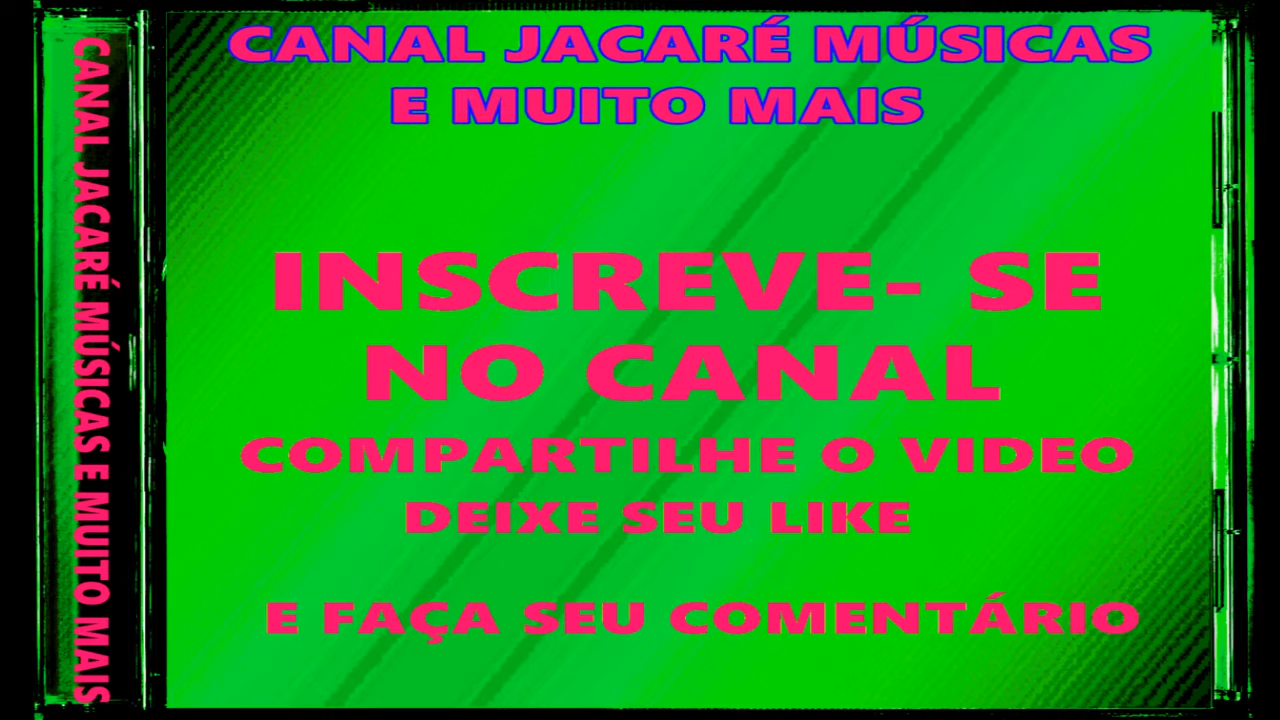 CANAL JACARÉ MÚSICAS E MUITO MAIS
CANAL JACARÉ MÚSICAS
E MUITO MAIS
INSCREVE- SE
NO CANAL
COMPARTILHE O VIDEO
DEIXE SEU LIKE
E FAÇA SEU COMENTÁRIO